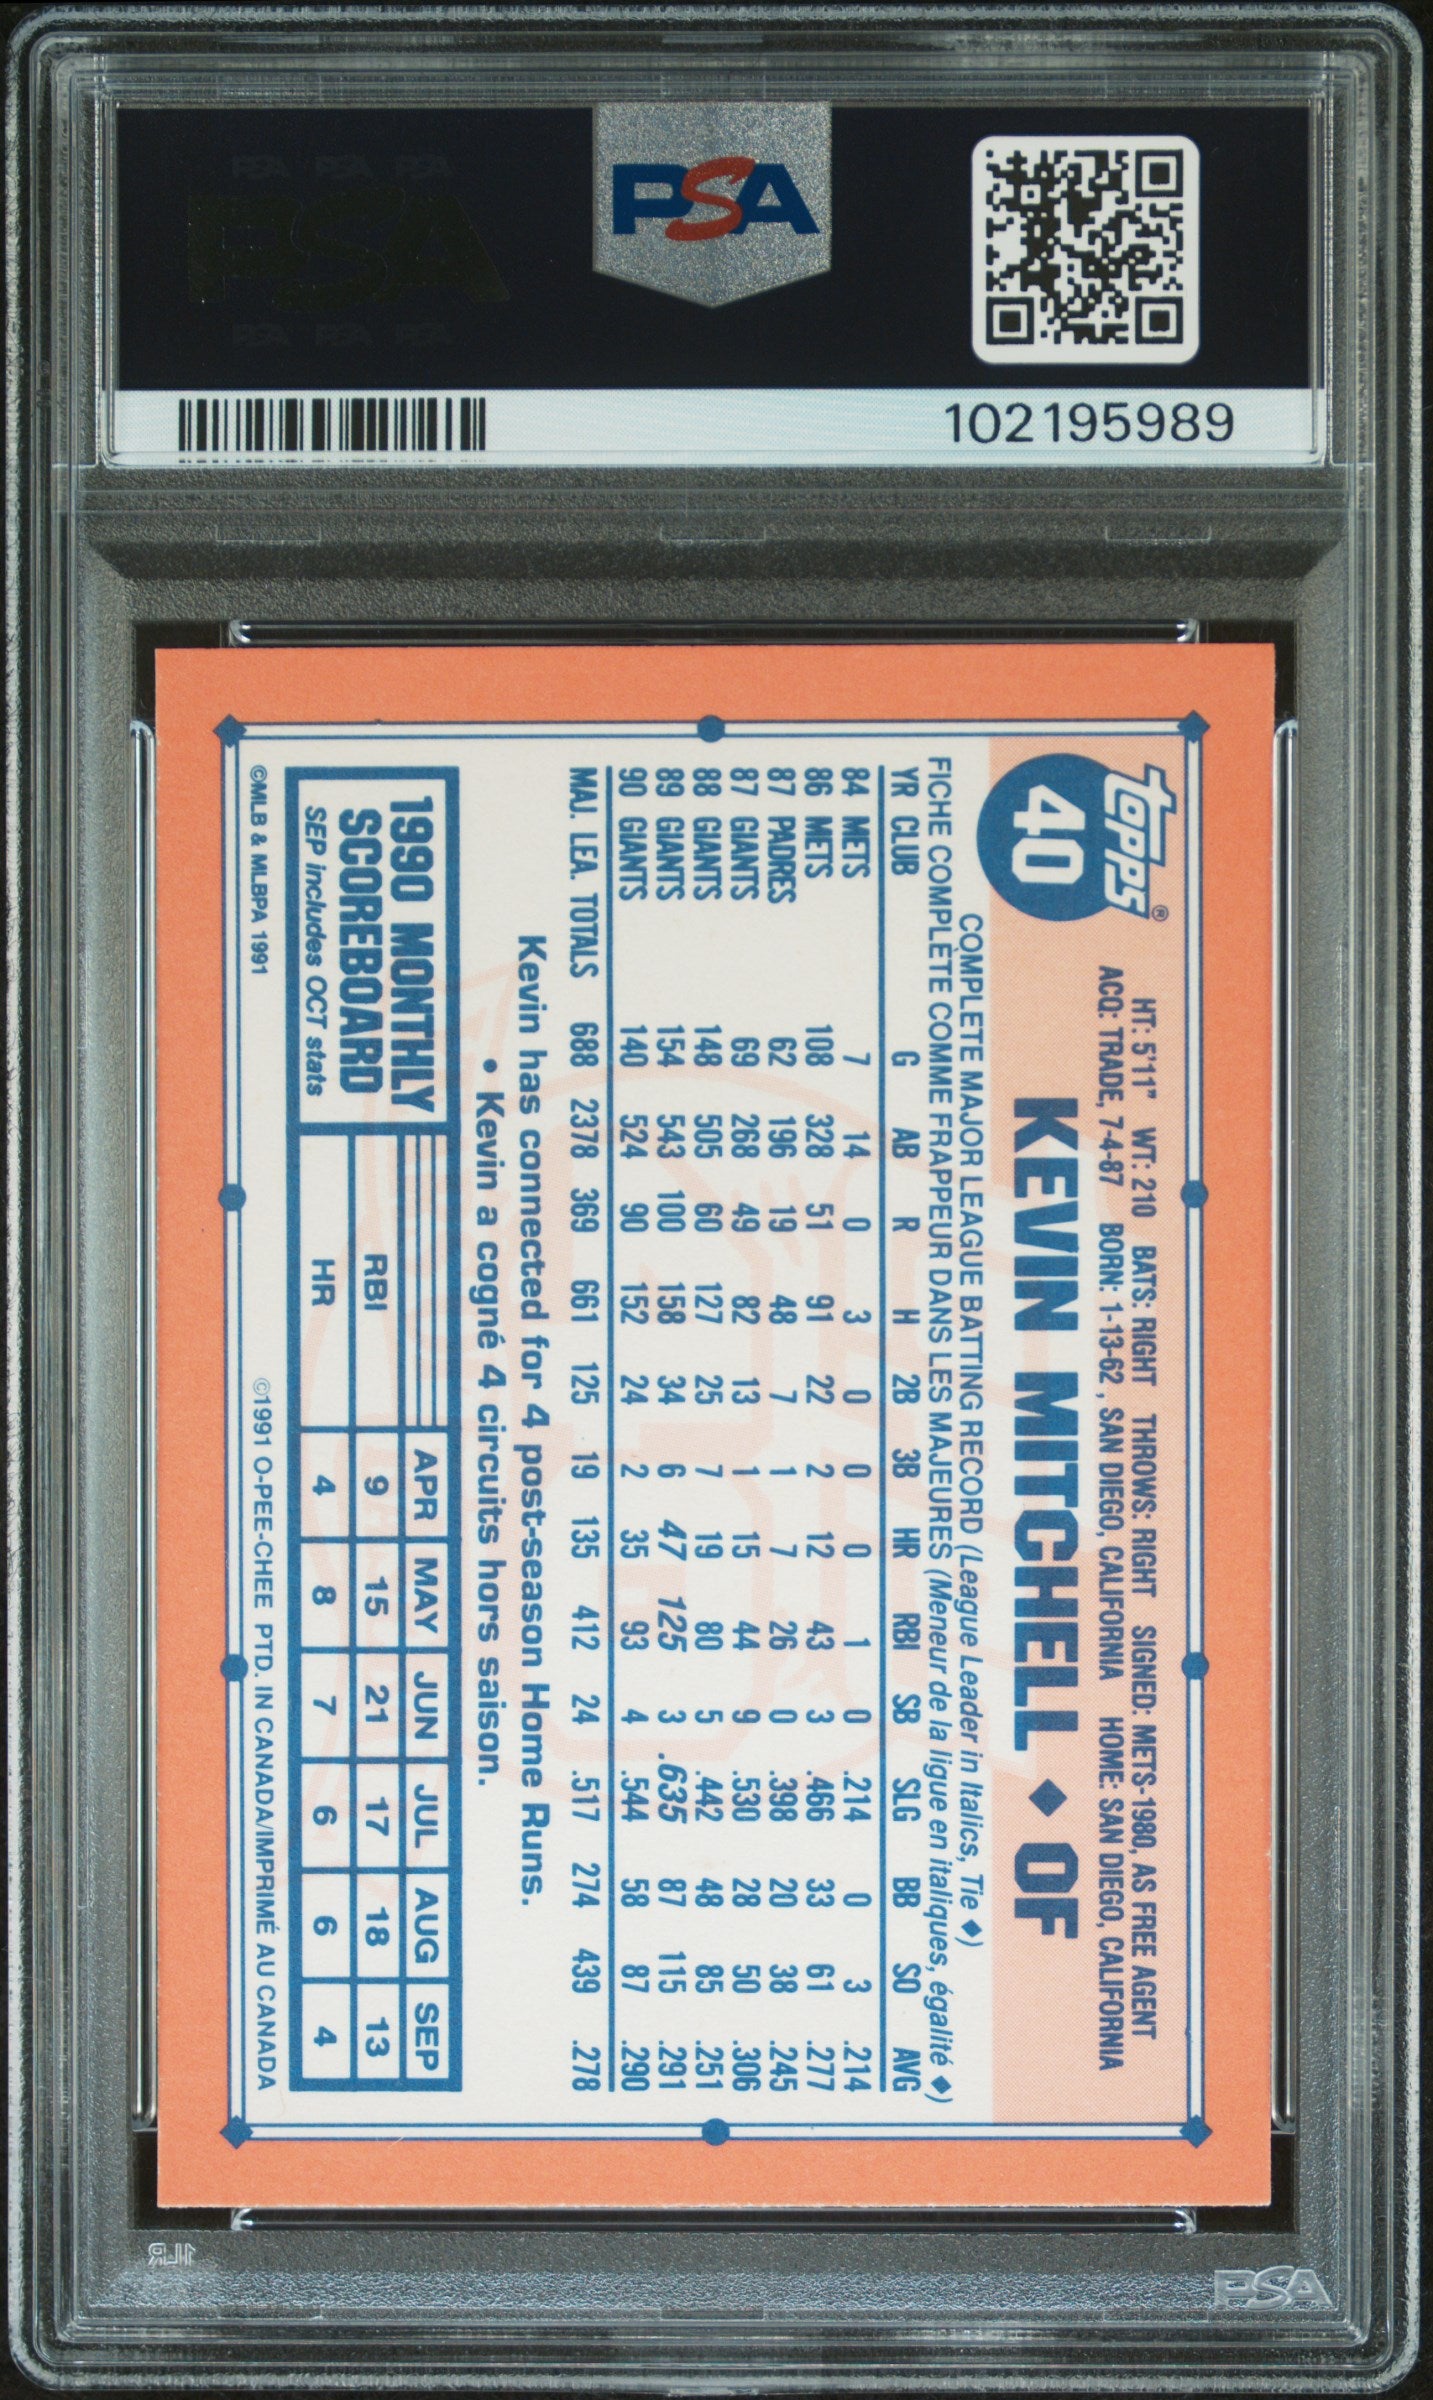 PSA PSA PSA
PSA
PSA PSA PSA
PSA
102195989
Topps®
40
HT: 5'11" WT: 210 BATS: RIGHT THROWS: RIGHT SIGNED: METS-1980, AS FREE AGENT
ACQ: TRADE, 7-4-87 BORN: 1-13-62, SAN DIEGO, CALIFORNIA HOME: SAN DIEGO, CALIFORNIA
KEVIN MITCHELL ◆ OF
COMPLETE MAJOR LEAGUE BATTING RECORD (League Leader in Italics, Tie ◆)
FICHE COMPLÈTE COMME FRAPPEUR DANS LES MAJEURES (Meneur de la ligue en italiques, égalité ◆)
YR CLUB G AB R H 2B 3B HR RBI SB SLG BB SO AVG
84 METS 7 14 0 3 0 0 0 1 0 .214 0 3 .214
86 METS 108 328 51 91 22 2 12 43 3 .466 33 61 .277
87 PADRES 62 196 19 48 7 1 7 26 0 .398 20 38 .245
87 GIANTS 69 268 49 82 13 1 15 44 9 .530 28 50 .306
88 GIANTS 148 505 60 127 25 7 19 80 5 .442 48 85 .251
89 GIANTS 154 543 100 158 34 6 47 125 3 .635 87 115 .291
90 GIANTS 140 524 90 152 24 2 35 93 4 .544 58 87 .290
MAJ. LEA. TOTALS 688 2378 369 661 125 19 135 412 24 .517 274 439 .278
Kevin has connected for 4 post-season Home Runs.
• Kevin a cogné 4 circuits hors saison.
1990 MONTHLY
SCOREBOARD
SEP includes OCT stats
APR MAY JUN JUL AUG SEP
RBI 9 15 21 17 18 13
HR 4 8 7 6 6 4
©MLB & MLBPA 1991 ©1991 O-PEE-CHEE PTD. IN CANADA/IMPRIMÉ AU CANADA
1LR
PSA